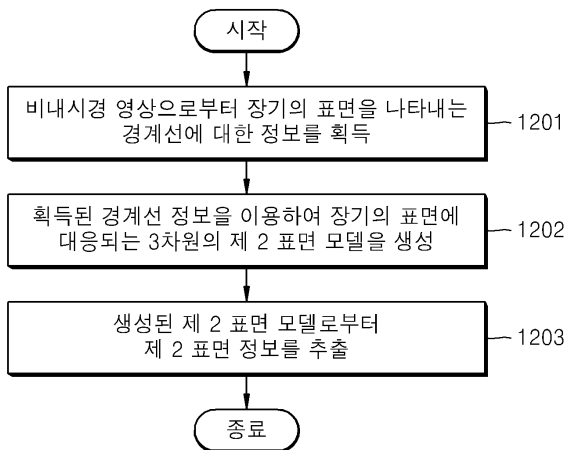 시작
비내시경 영상으로부터 장기의 표면을 나타내는
경계선에 대한 정보를 획득
1201
획득된 경계선 정보를 이용하여 장기의 표면에
대응되는 3차원의 제 2 표면 모델을 생성
1202
생성된 제 2 표면 모델로부터
제 2 표면 정보를 추출
1203
종료